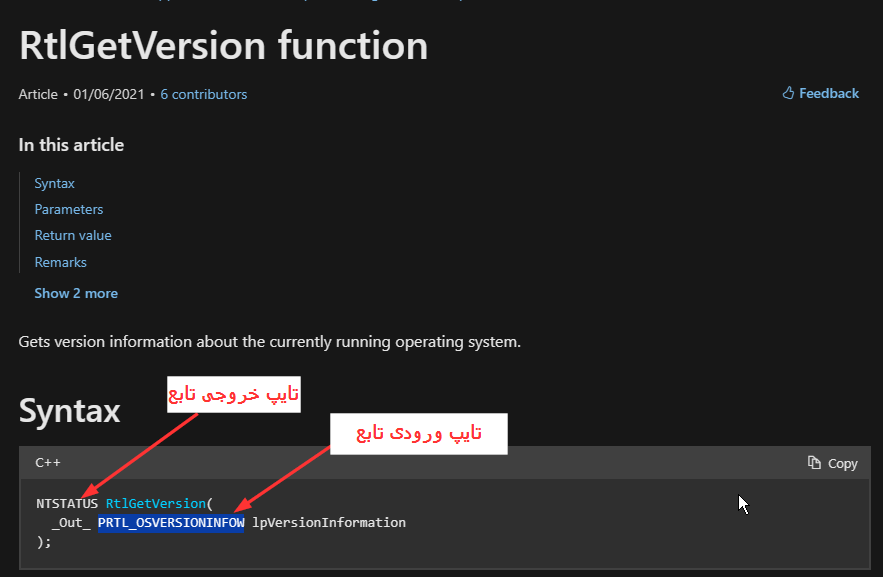 RtlGetVersion function
Article • 01/06/2021 • 6 contributors
Feedback
In this article
Syntax
Parameters
Return value
Remarks
Show 2 more
Gets version information about the currently running operating system.
تایپ خروجی تابع
Syntax
تایپ ورودی تابع
C++
Copy
NTSTATUS RtlGetVersion(
_Out_ PRTL_OSVERSIONINFOW lpVersionInformation
);